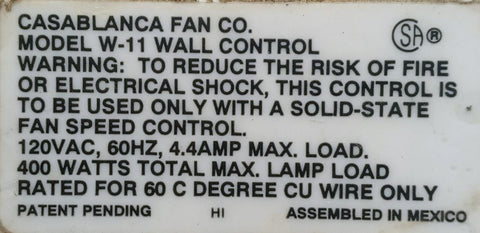 CASABLANCA FAN CO.
SA ®
MODEL W-11 WALL CONTROL
WARNING: TO REDUCE THE RISK OF FIRE
OR ELECTRICAL SHOCK, THIS CONTROL IS
TO BE USED ONLY WITH A SOLID-STATE
FAN SPEED CONTROL.
120VAC, 60HZ, 4.4AMP MAX. LOAD.
400 WATTS TOTAL MAX. LAMP LOAD
RATED FOR 60 C DEGREE CU WIRE ONLY
PATENT PENDING HI ASSEMBLED IN MEXICO